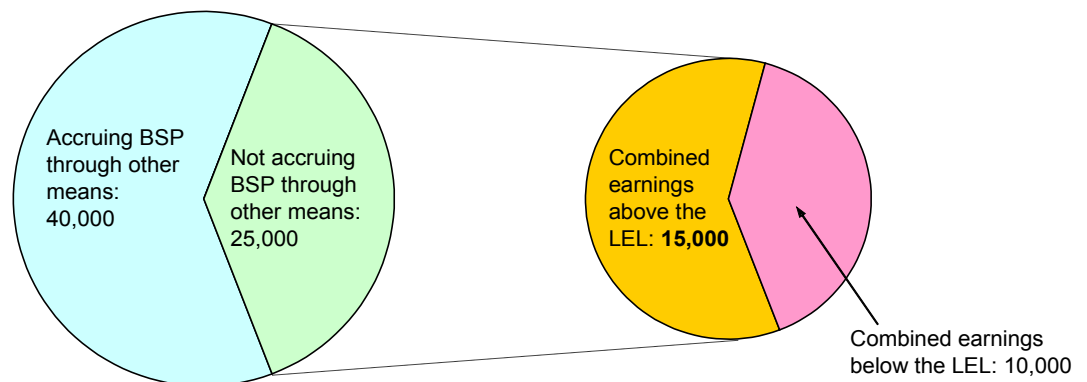 Accruing BSP
through other
means:
40,000
Not accruing
BSP through
other means:
25,000
Combined
earnings
above the
LEL: 15,000
Combined earnings
below the LEL: 10,000